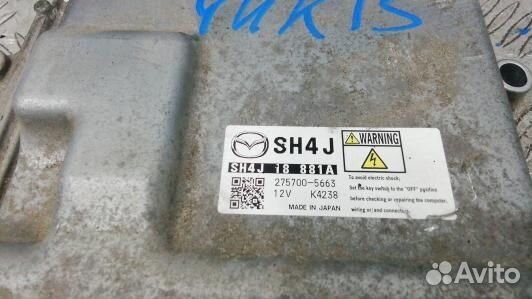 SH4J
SH4J 18 881A
275700-5663
12V K4238
MADE IN JAPAN
WARNING
To avoid electric shock,
Set the key switch to the "OFF" position
before checking or repairing the computer,
wiring or and connectors.
Avito